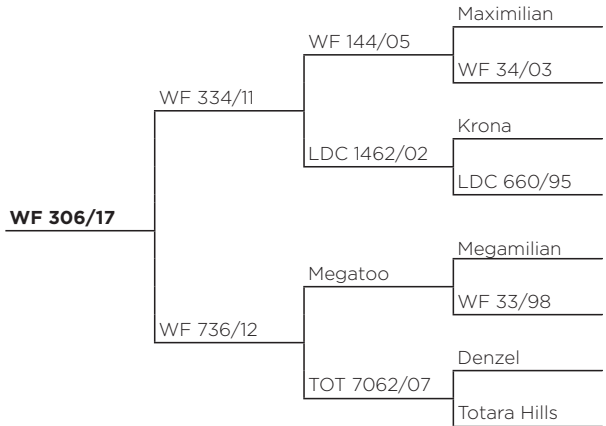 Maximilian
WF 144/05
WF 34/03
WF 334/11
Krona
LDC 1462/02
LDC 660/95
WF 306/17
Megamilian
Megatoo
WF 33/98
WF 736/12
Denzel
TOT 7062/07
Totara Hills